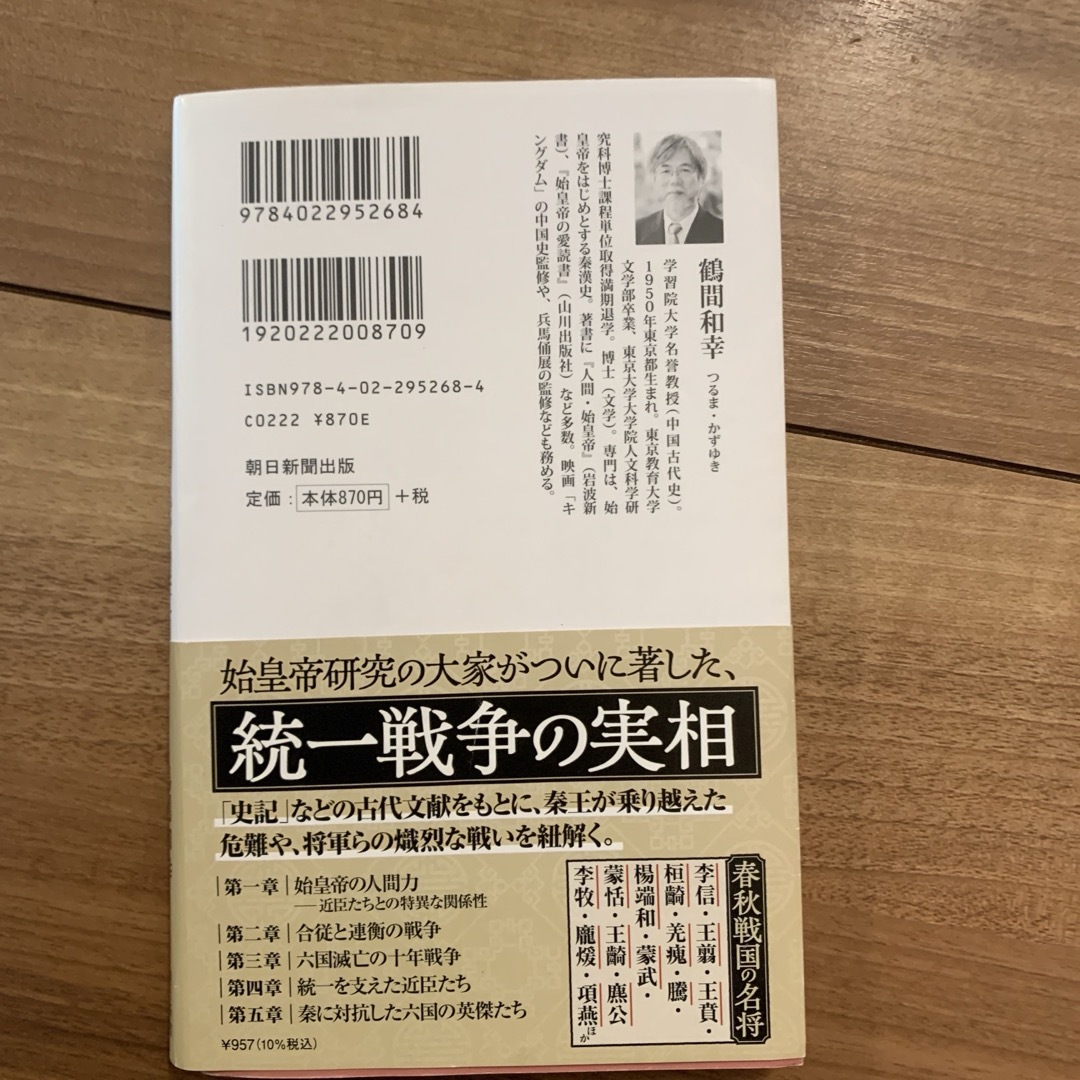 9784022952684
1920222008709
ISBN978-4-02-295268-4
C0222 ¥870E
朝日新聞出版
定価：本体870円＋税
鶴間和幸 つるま・かずゆき
学習院大学名誉教授（中国古代史）。
1950年東京都生まれ。東京教育大学
文学部卒業、東京大学大学院人文科学研
究科博士課程単位取得満期退学。博士（文学）。専門は、始
皇帝をはじめとする秦漢史。著書に『人間・始皇帝』（岩波新
書）、『始皇帝の愛読書』（山川出版社）など多数。映画「キ
ングダム」の中国史監修や、兵馬俑展の監修なども務める。
始皇帝研究の大家がついに著した、
統一戦争の実相
「史記」などの古代文献をもとに、秦王が乗り越えた
危難や、将軍らの熾烈な戦いを紐解く。
第一章 始皇帝の人間力
──近臣たちとの特異な関係性
第二章 合従と連衡の戦争
第三章 六国滅亡の十年戦争
第四章 統一を支えた近臣たち
第五章 秦に対抗した六国の英傑たち
¥957（10%税込）
春秋戦国の名将
李信・王翦・王賁・
桓齮・羌瘣・騰・
楊端和・蒙武・
蒙恬・王齮・麃公
李牧・龐煖・項燕ほか